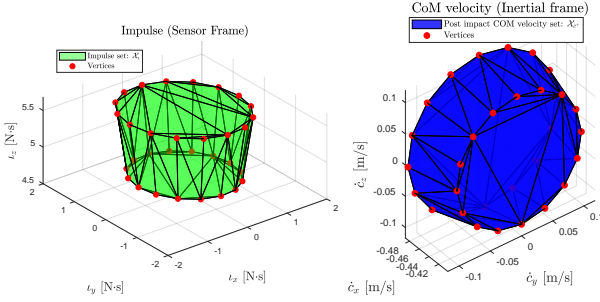 Impulse (Sensor Frame)
Impulse set: 𝒳ᵢ
Vertices
5.5
5
4.5
ι_z [N·s]
2
1
0
-1
-2
ι_y [N·s]
-2
-1
0
1
2
ι_x [N·s]
CoM velocity (Inertial frame)
Post impact COM velocity set:
Vertices
0.1
0.05
0
-0.05
-0.1
ċ_z [m/s]
-0.48
-0.46
-0.44
-0.42
ċ_x [m/s]
-0.1
-0.05
0
0.05
0.1
ċ_y [m/s]